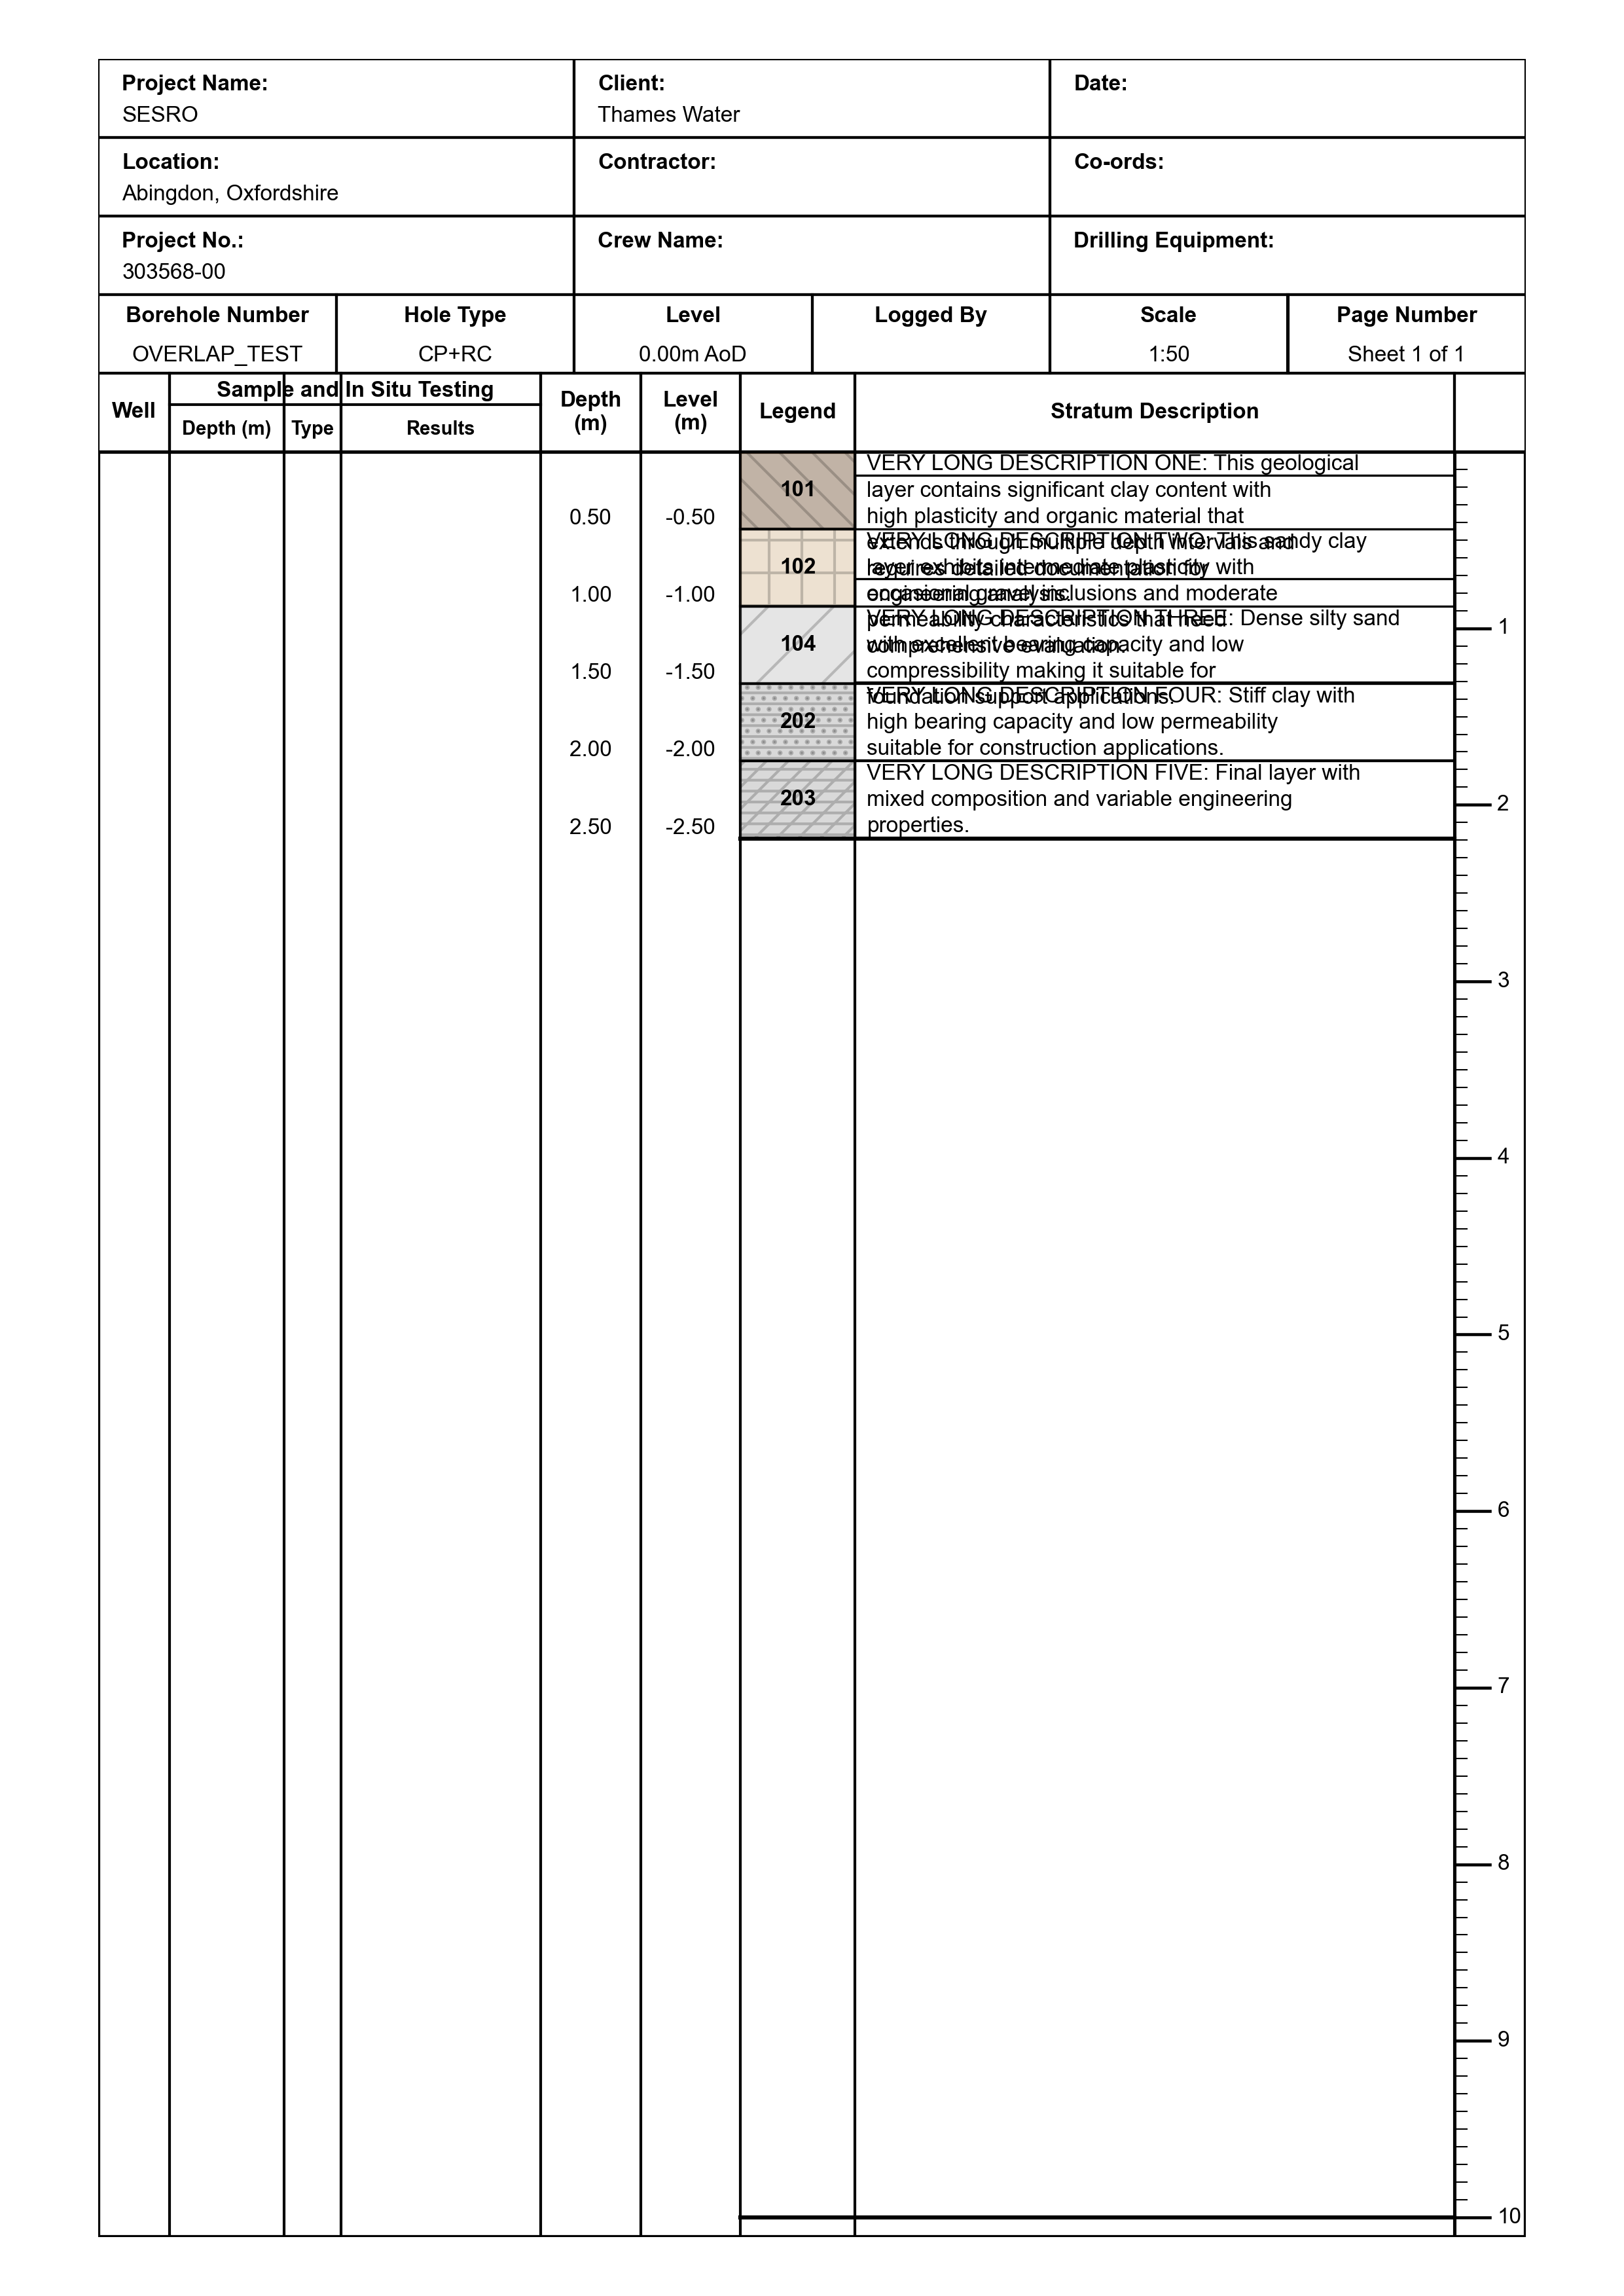 Project Name:
SESRO
Client:
Thames Water
Date:
Location:
Abingdon, Oxfordshire
Contractor:
Co-ords:
Project No.:
303568-00
Crew Name:
Drilling Equipment:
Borehole Number
OVERLAP_TEST
Hole Type
CP+RC
Level
0.00m AoD
Logged By
Scale
1:50
Page Number
Sheet 1 of 1
Well
Sample and In Situ Testing
Depth (m)
Type
Results
Depth
(m)
Level
(m)
Legend
Stratum Description
101
VERY LONG DESCRIPTION ONE: This geological
layer contains significant clay content with
high plasticity and organic material that
0.50
-0.50
extends through multiple depth intervals and
requires detailed documentation for
engineering analysis.
102
VERY LONG DESCRIPTION TWO: This sandy clay
layer exhibits intermediate plasticity with
occasional gravel inclusions and moderate
1.00
-1.00
permeability characteristics that need
comprehensive evaluation.
104
VERY LONG DESCRIPTION THREE: Dense silty sand
with excellent bearing capacity and low
compressibility making it suitable for
1.50
-1.50
foundation support applications.
202
VERY LONG DESCRIPTION FOUR: Stiff clay with
high bearing capacity and low permeability
suitable for construction applications.
2.00
-2.00
203
VERY LONG DESCRIPTION FIVE: Final layer with
mixed composition and variable engineering
properties.
2.50
-2.50
1
2
3
4
5
6
7
8
9
10